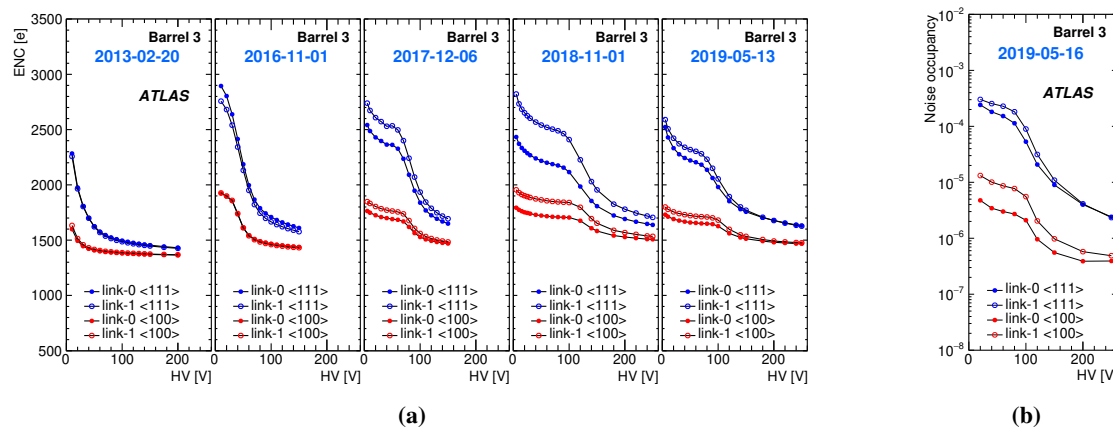 ENC [e]
3500
3000
2500
2000
1500
1000
500
Barrel 3
2013-02-20
ATLAS
link-0 <111>
link-1 <111>
link-0 <100>
link-1 <100>
0 100 200
HV [V]
Barrel 3
2016-11-01
link-0 <111>
link-1 <111>
link-0 <100>
link-1 <100>
0 100 200
HV [V]
Barrel 3
2017-12-06
link-0 <111>
link-1 <111>
link-0 <100>
link-1 <100>
0 100 200
HV [V]
Barrel 3
2018-11-01
link-0 <111>
link-1 <111>
link-0 <100>
link-1 <100>
0 100 200
HV [V]
Barrel 3
2019-05-13
link-0 <111>
link-1 <111>
link-0 <100>
link-1 <100>
0 100 200
HV [V]
(a)
Noise occupancy
10⁻²
10⁻³
10⁻⁴
10⁻⁵
10⁻⁶
10⁻⁷
10⁻⁸
Barrel 3
2019-05-16
ATLAS
link-0 <111>
link-1 <111>
link-0 <100>
link-1 <100>
0 100 200
HV [V]
(b)